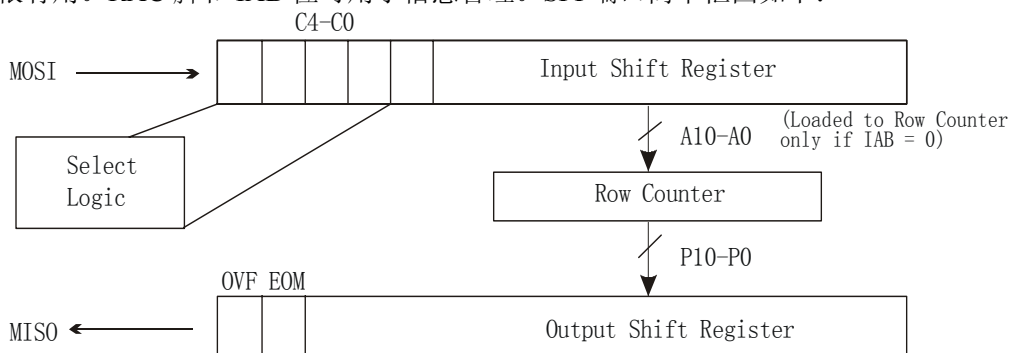 C4-C0
MOSI
Input Shift Register
A10-A0
(Loaded to Row Counter
only if IAB = 0)
Select
Logic
Row Counter
P10-P0
OVF EOM
MISO
Output Shift Register